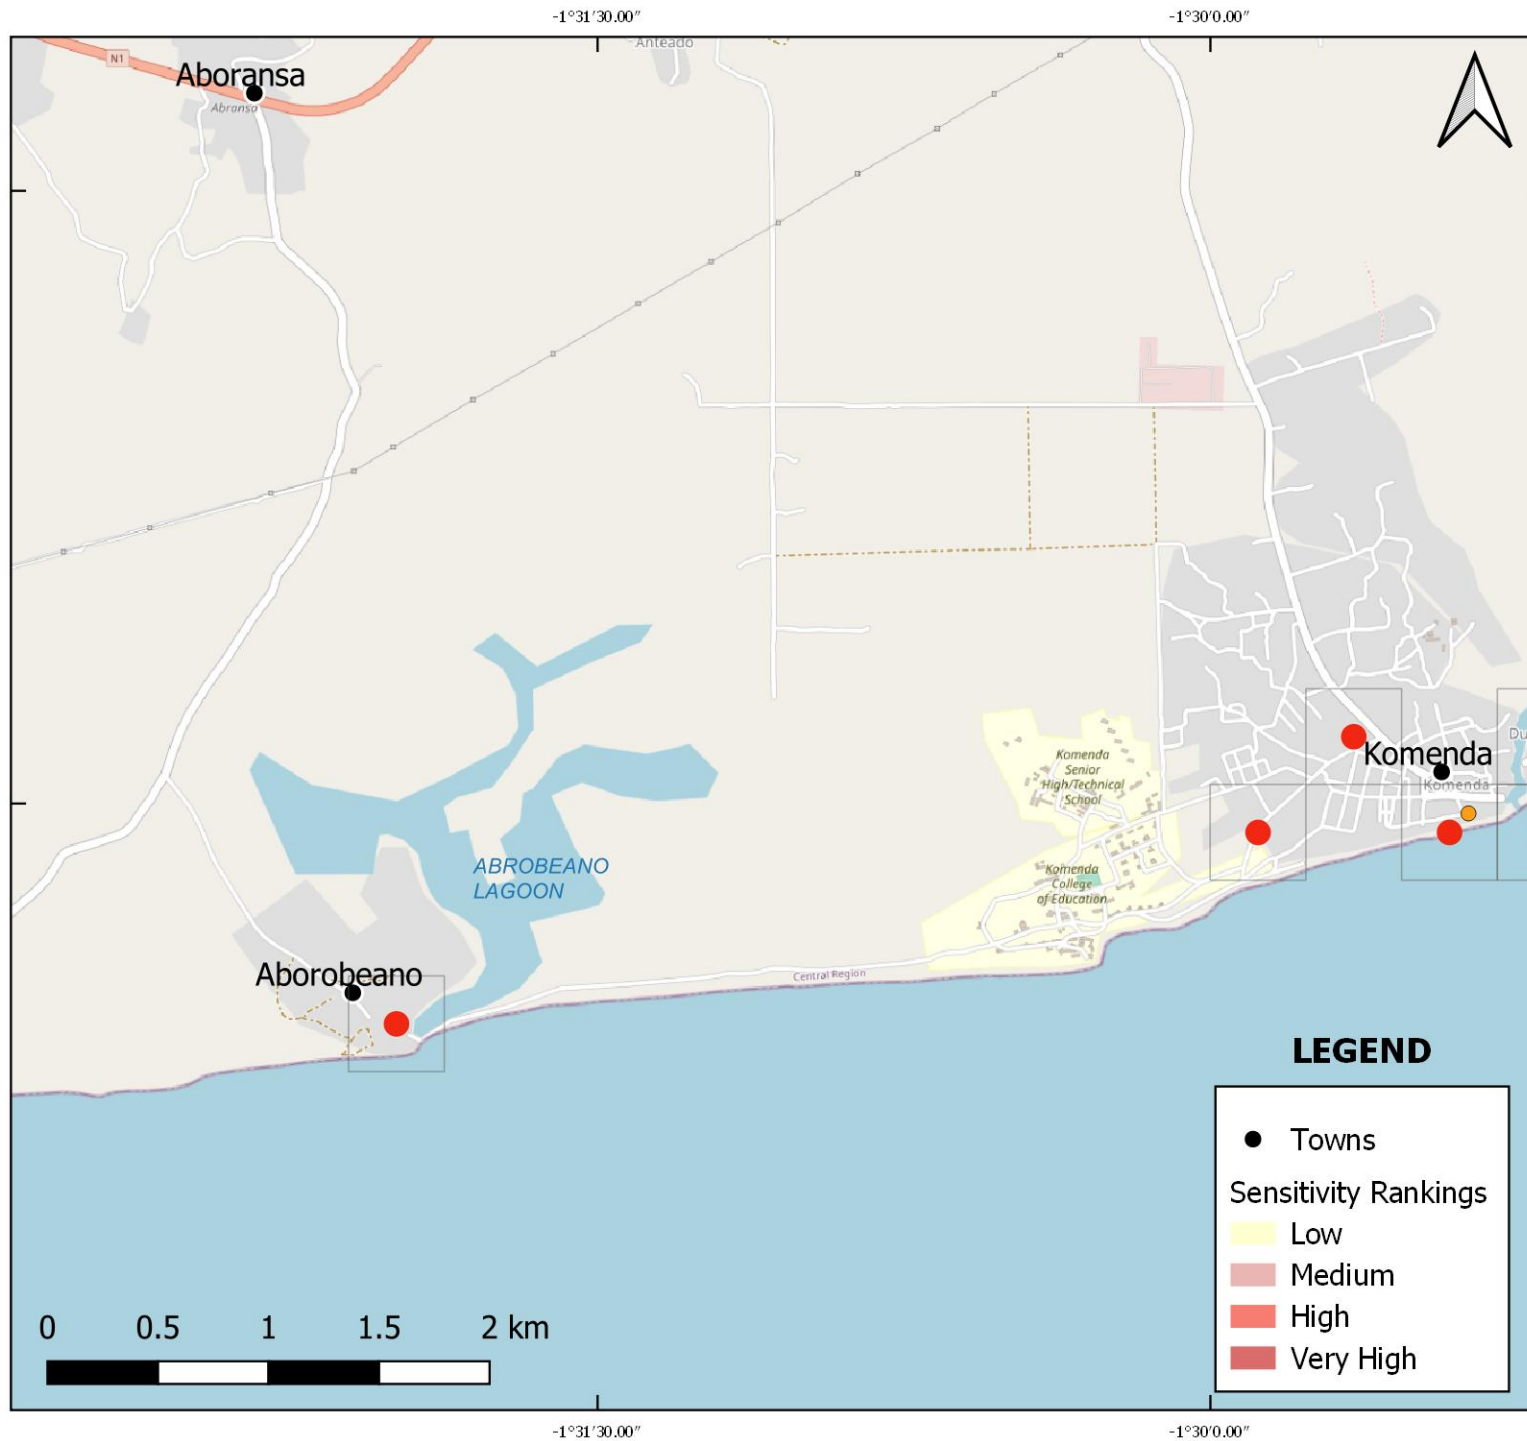 -1°31′30.00″
-1°30′0.00″
Anteado
N1
Aboransa
Abransa
Komenda
Senior
High/Technical
School
Komenda
Komenda
Du
ABROBEANO
LAGOON
Komenda
College
of Education
Aborobeano
Central Region
LEGEND
Towns
Sensitivity Rankings
Low
Medium
High
Very High
0 0.5 1 1.5 2 km
-1°31′30.00″
-1°30′0.00″